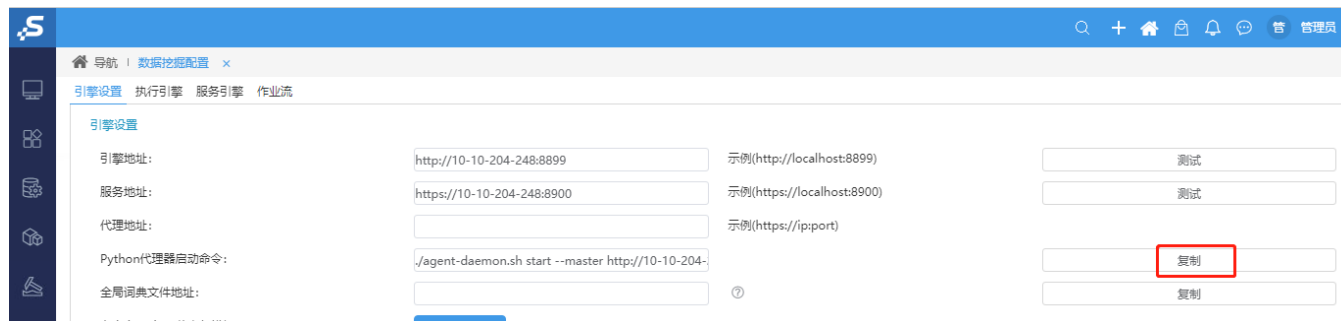 S
管 管理员
导航 | 数据挖掘配置 ×
引擎设置 执行引擎 服务引擎 作业流
引擎设置
引擎地址： http://10-10-204-248:8899 示例(http://localhost:8899) 测试
服务地址： https://10-10-204-248:8900 示例(https://localhost:8900) 测试
代理地址： 示例(https://ip:port)
Python代理器启动命令： ./agent-daemon.sh start --master http://10-10-204- 复制
全局词典文件地址： ? 复制